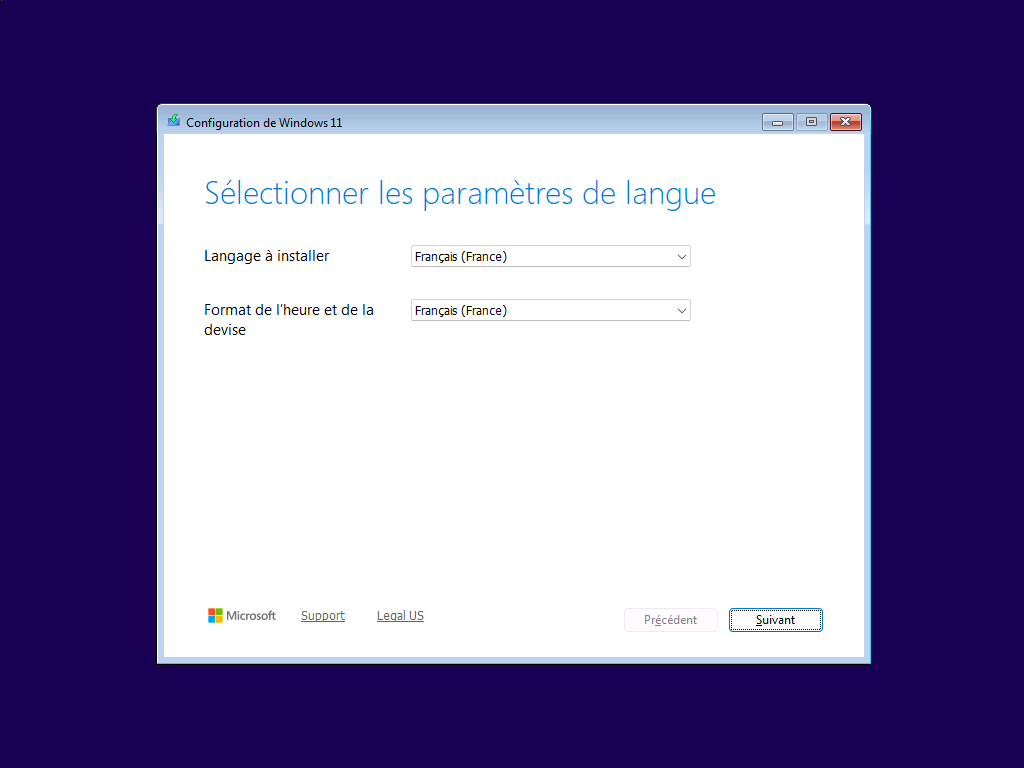 Configuration de Windows 11
Sélectionner les paramètres de langue
Langage à installer
Français (France)
Format de l’heure et de la
devise
Français (France)
Microsoft
Support
Legal US
Précédent
Suivant